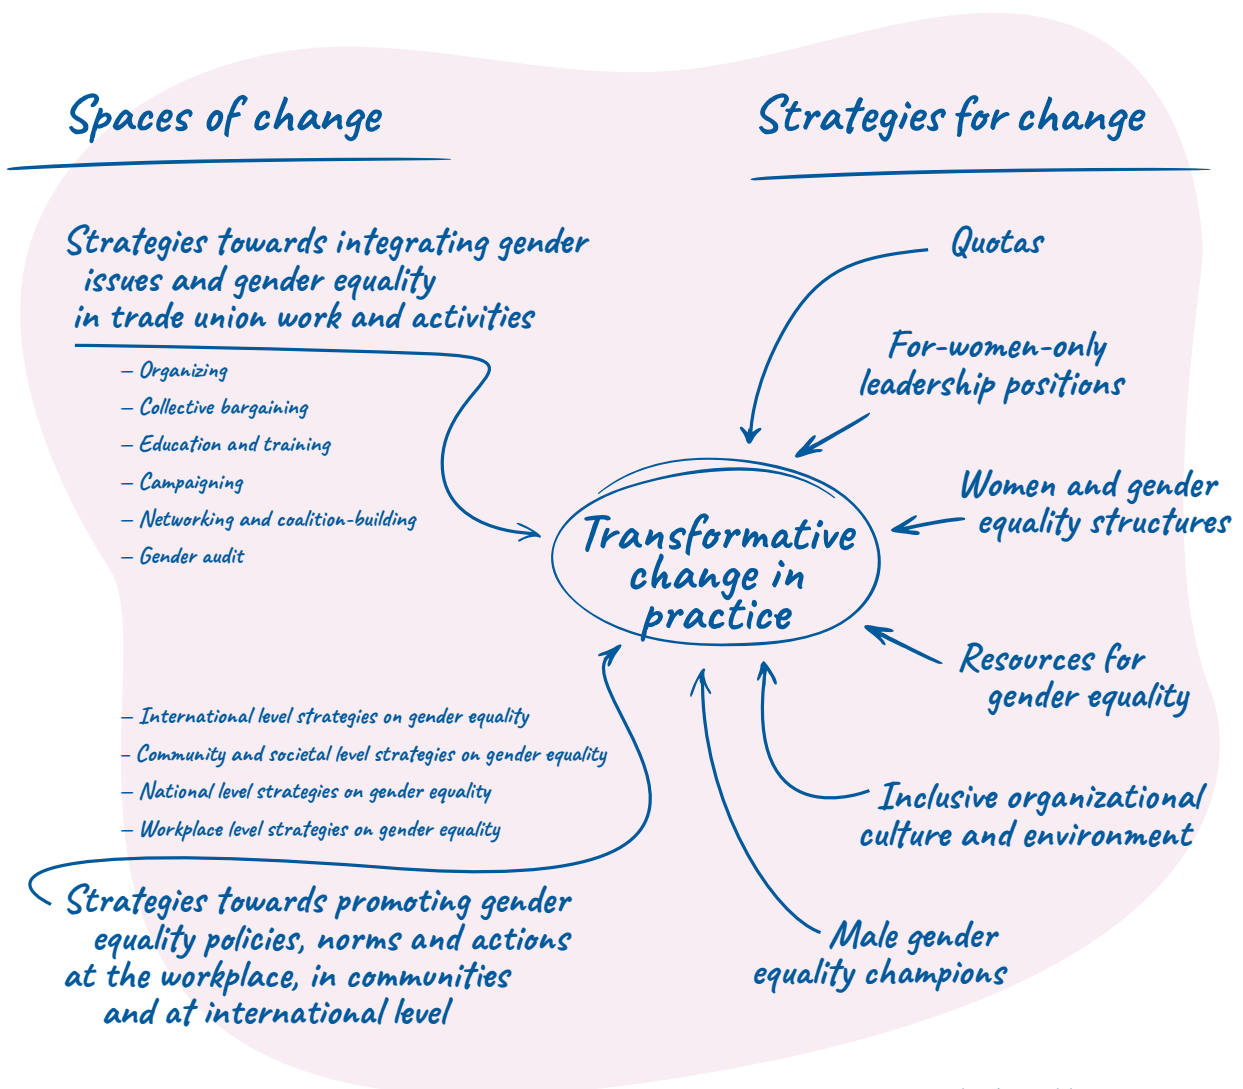 Spaces of change
Strategies towards integrating gender
issues and gender equality
in trade union work and activities
– Organizing
– Collective bargaining
– Education and training
– Campaigning
– Networking and coalition-building
– Gender audit
– International level strategies on gender equality
– Community and societal level strategies on gender equality
– National level strategies on gender equality
– Workplace level strategies on gender equality
Strategies towards promoting gender
equality policies, norms and actions
at the workplace, in communities
and at international level
Transformative
change in
practice
Strategies for change
Quotas
For-women-only
leadership positions
Women and gender
equality structures
Resources for
gender equality
Inclusive organizational
culture and environment
Male gender
equality champions